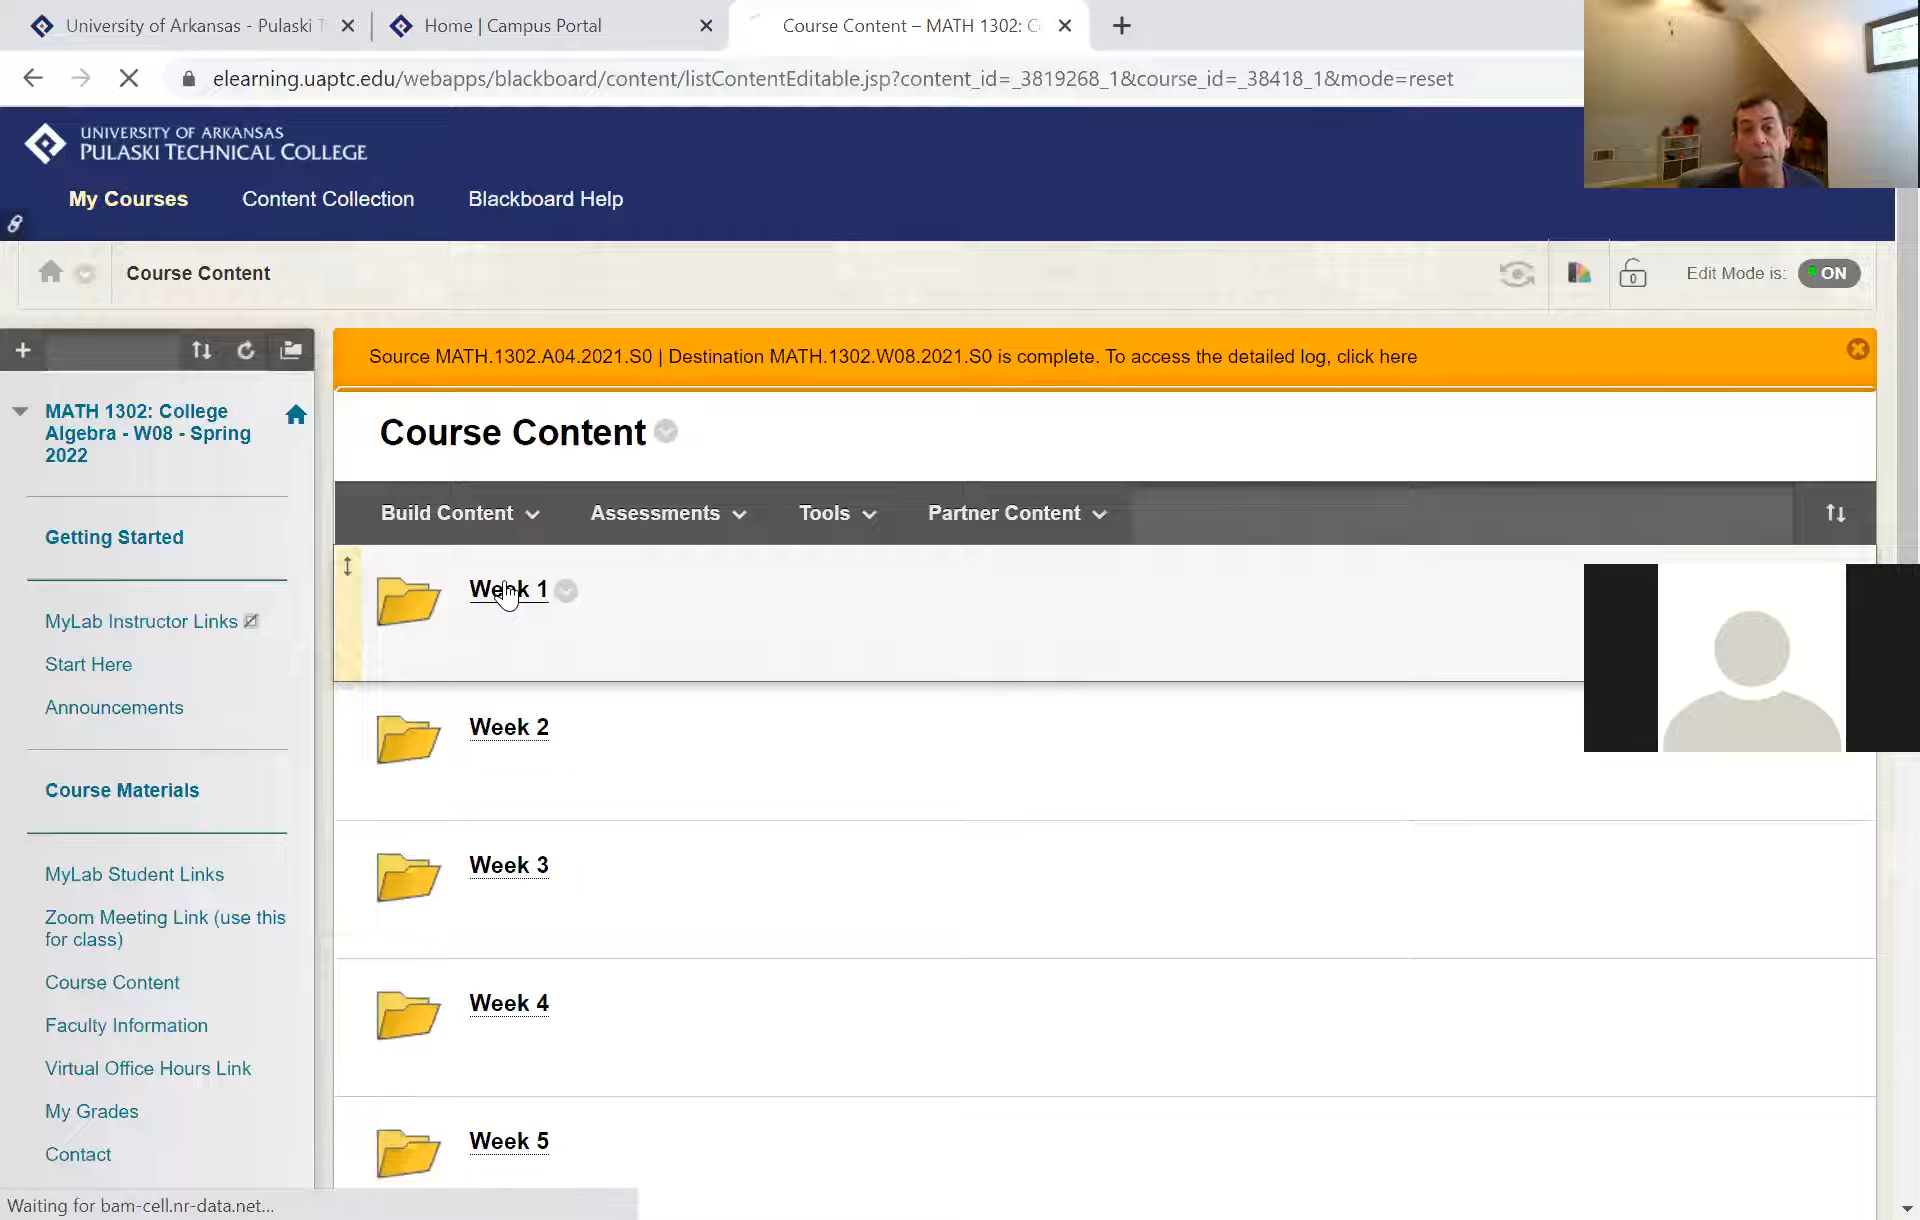 University of Arkansas - Pulaski T
Home | Campus Portal
Course Content – MATH 1302: C
elearning.uaptc.edu/webapps/blackboard/content/listContentEditable.jsp?content_id=_3819268_1&course_id=_38418_1&mode=reset
UNIVERSITY OF ARKANSAS
PULASKI TECHNICAL COLLEGE
My Courses
Content Collection
Blackboard Help
Course Content
Edit Mode is:
ON
Source MATH.1302.A04.2021.S0 | Destination MATH.1302.W08.2021.S0 is complete. To access the detailed log, click here
MATH 1302: College
Algebra - W08 - Spring
2022
Getting Started
MyLab Instructor Links
Start Here
Announcements
Course Materials
MyLab Student Links
Zoom Meeting Link (use this
for class)
Course Content
Faculty Information
Virtual Office Hours Link
My Grades
Contact
Course Content
Build Content
Assessments
Tools
Partner Content
Week 1
Week 2
Week 3
Week 4
Week 5
Waiting for bam-cell.nr-data.net...